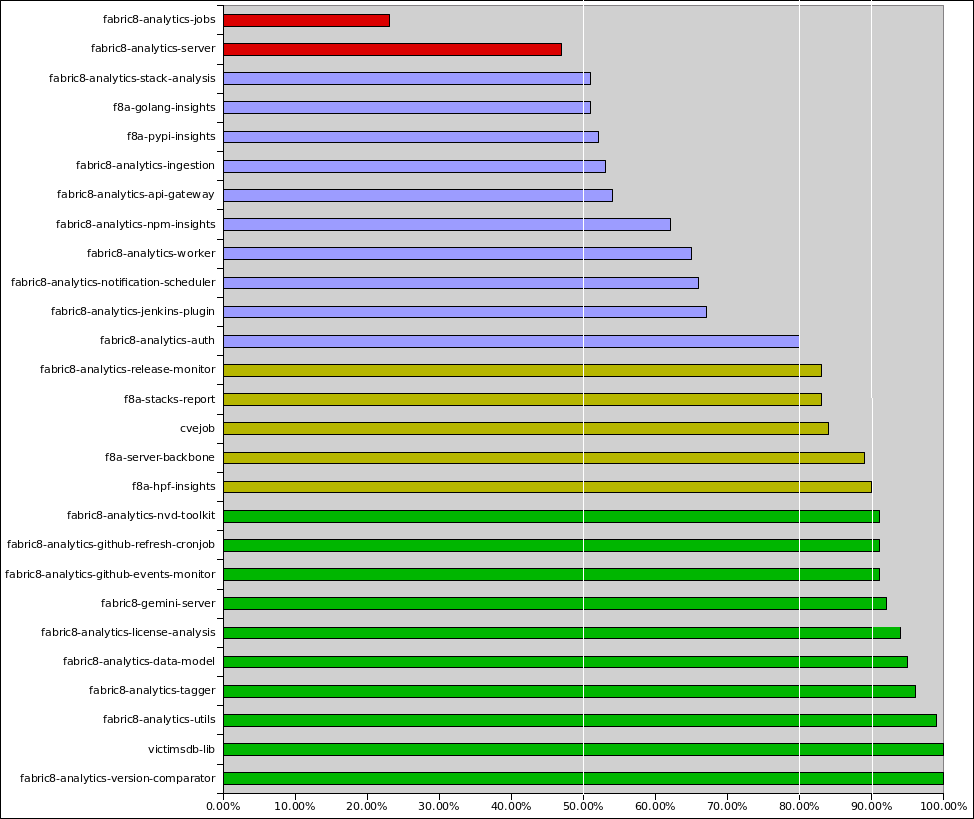 fabric8-analytics-jobs
fabric8-analytics-server
fabric8-analytics-stack-analysis
f8a-golang-insights
f8a-pypi-insights
fabric8-analytics-ingestion
fabric8-analytics-api-gateway
fabric8-analytics-npm-insights
fabric8-analytics-worker
fabric8-analytics-notification-scheduler
fabric8-analytics-jenkins-plugin
fabric8-analytics-auth
fabric8-analytics-release-monitor
f8a-stacks-report
cvejob
f8a-server-backbone
f8a-hpf-insights
fabric8-analytics-nvd-toolkit
fabric8-analytics-github-refresh-cronjob
fabric8-analytics-github-events-monitor
fabric8-gemini-server
fabric8-analytics-license-analysis
fabric8-analytics-data-model
fabric8-analytics-tagger
fabric8-analytics-utils
victimsdb-lib
fabric8-analytics-version-comparator
0.00% 10.00% 20.00% 30.00% 40.00% 50.00% 60.00% 70.00% 80.00% 90.00% 100.00%